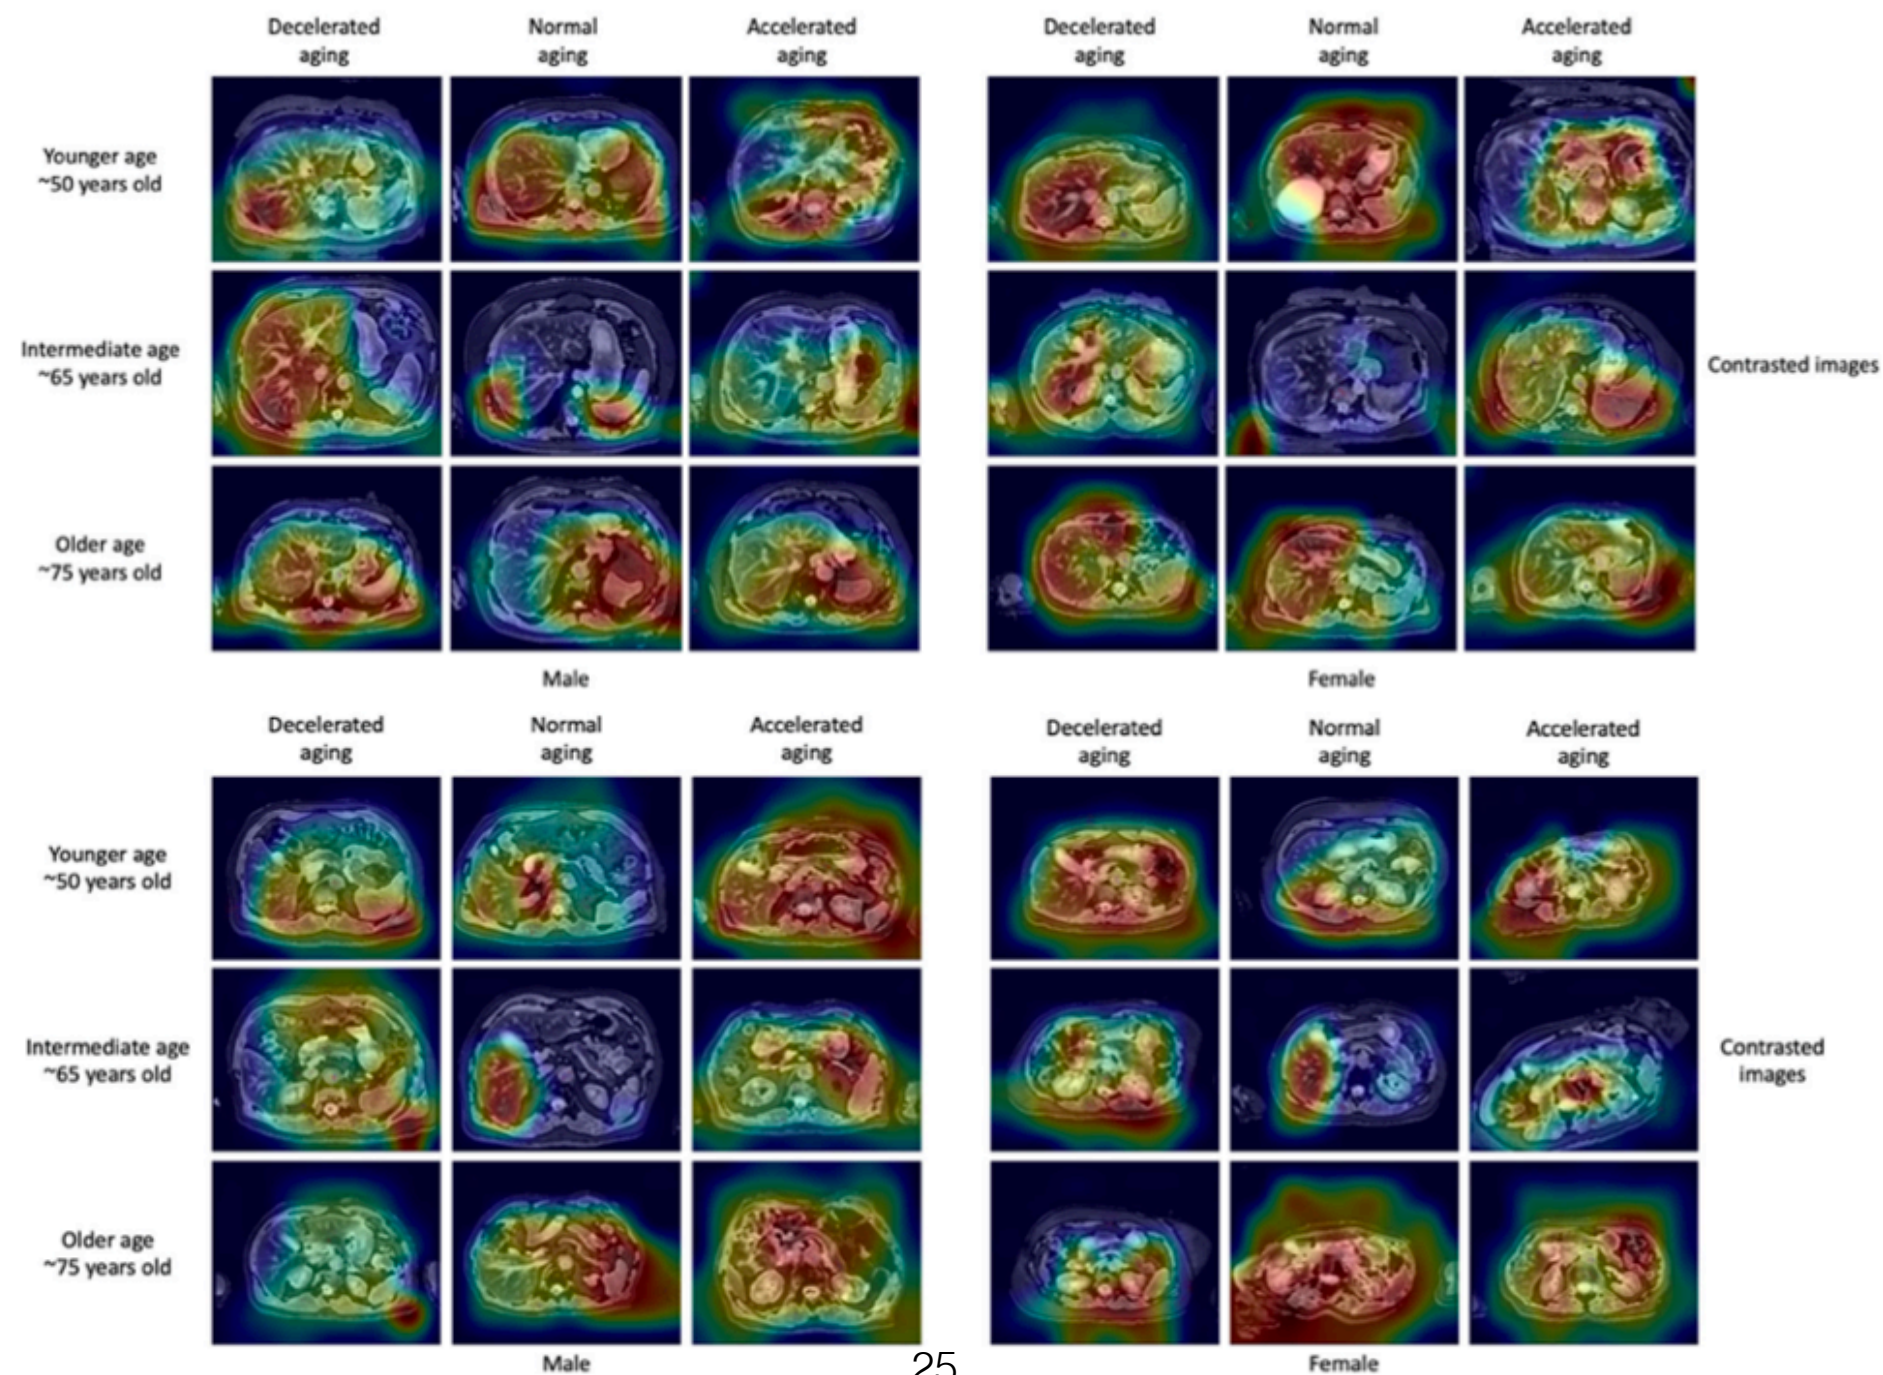 Decelerated
aging
Normal
aging
Accelerated
aging
Decelerated
aging
Normal
aging
Accelerated
aging
Younger age
~50 years old
Intermediate age
~65 years old
Contrasted images
Older age
~75 years old
Male
Female
Decelerated
aging
Normal
aging
Accelerated
aging
Decelerated
aging
Normal
aging
Accelerated
aging
Younger age
~50 years old
Intermediate age
~65 years old
Contrasted
images
Older age
~75 years old
Male
25
Female